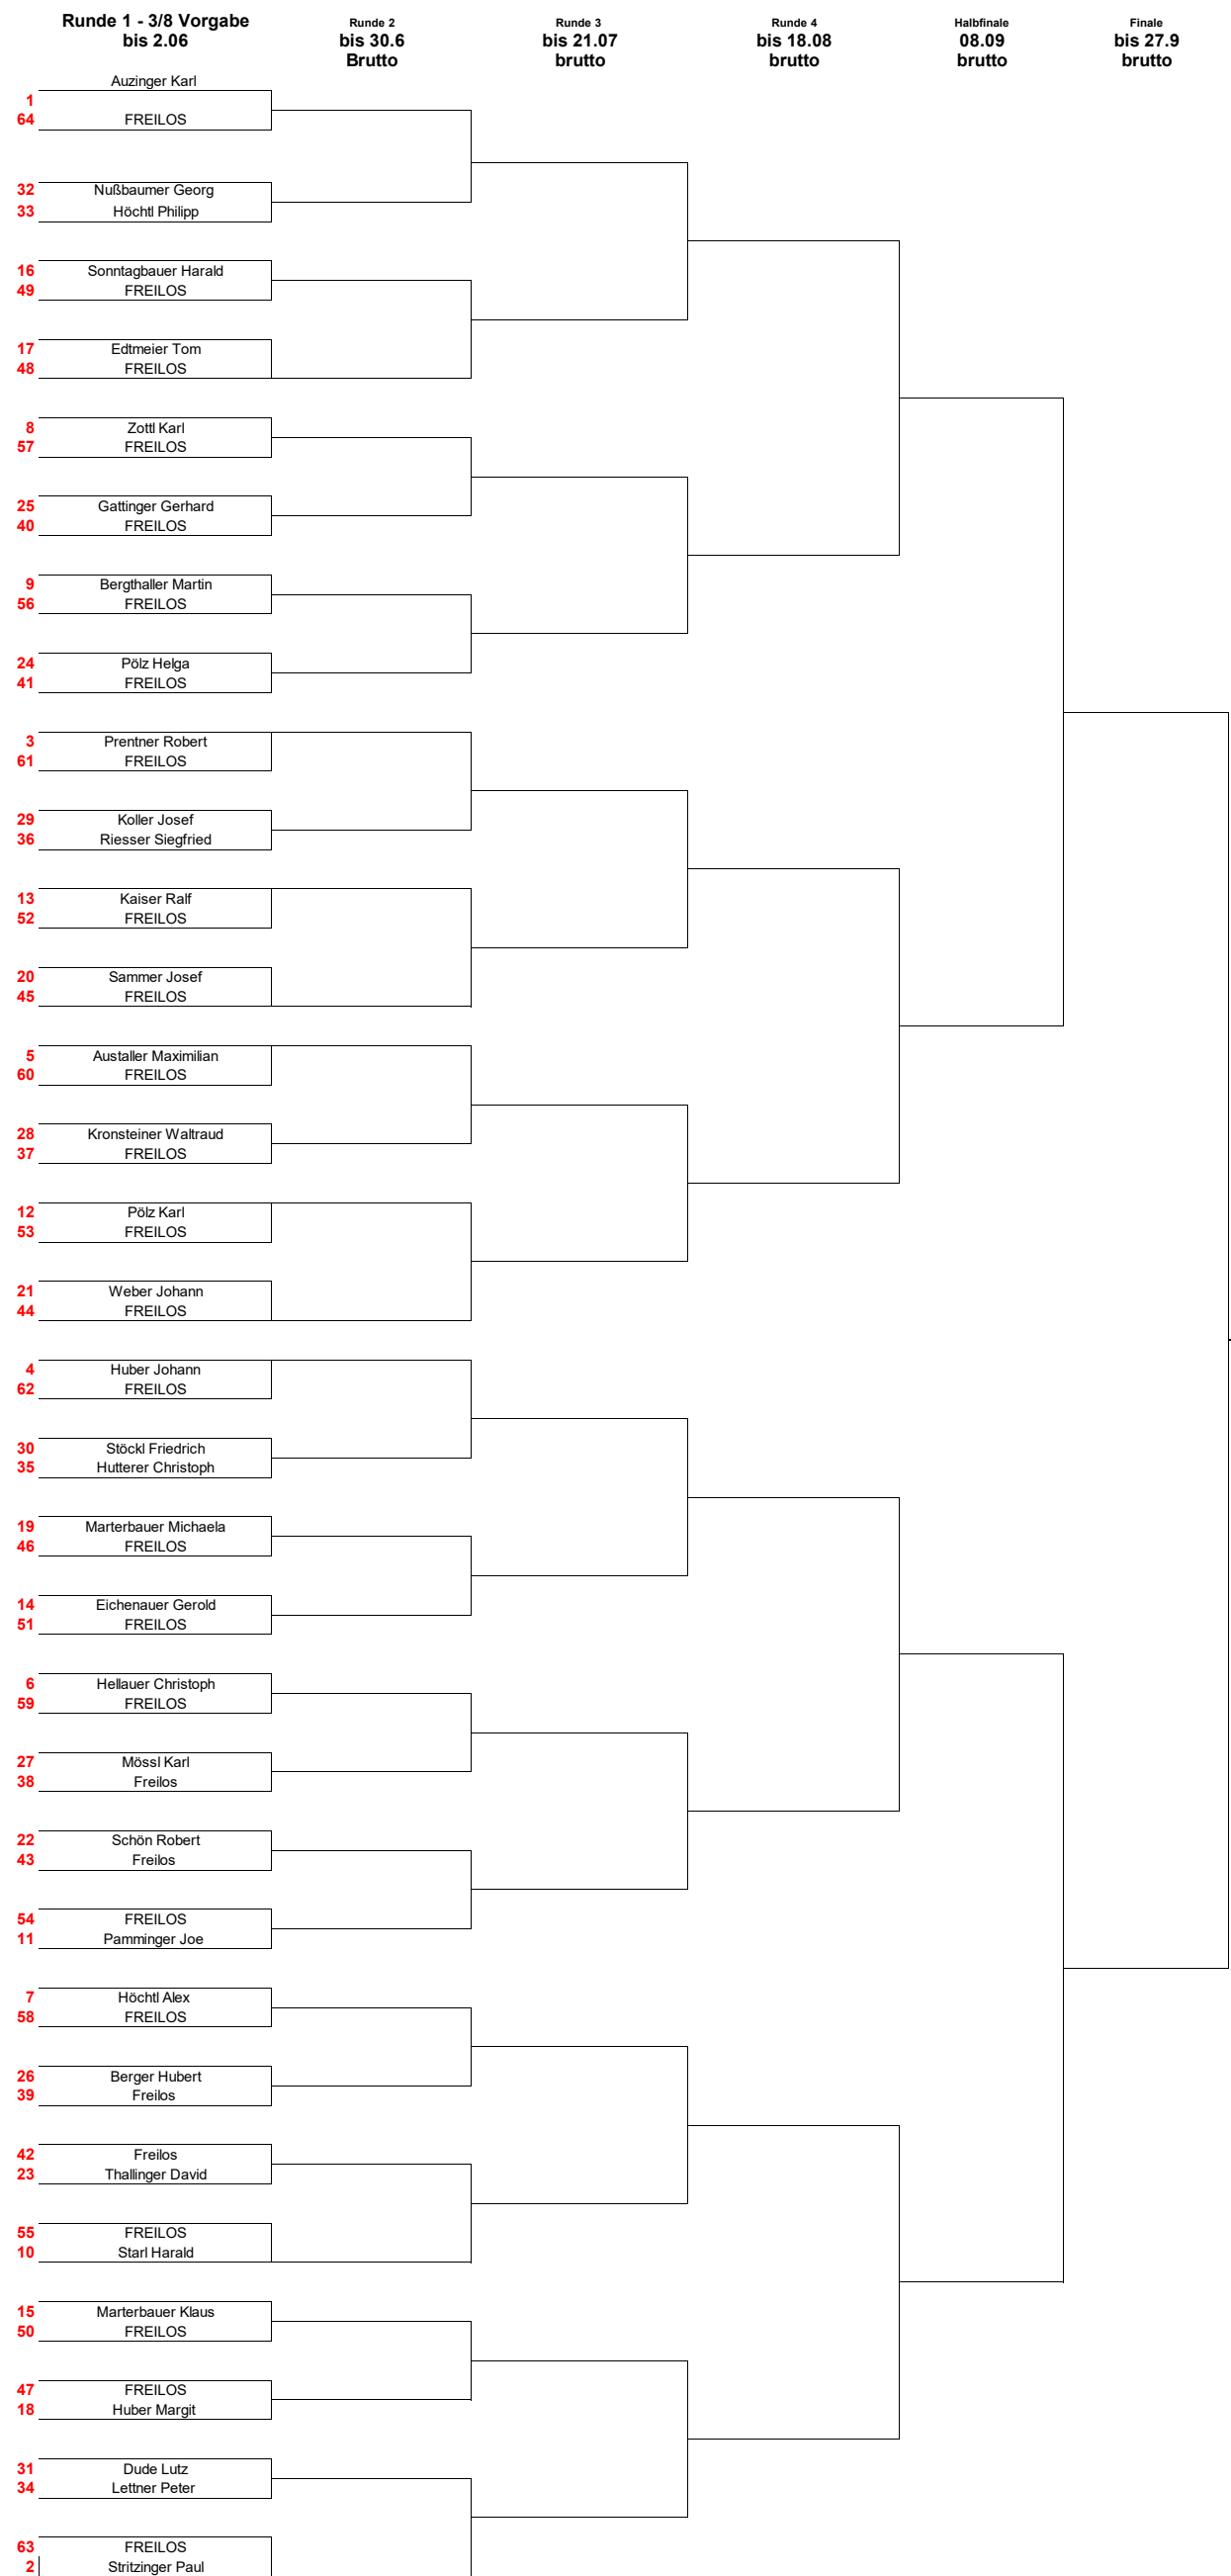 Runde 1 - 3/8 Vorgabe
bis 2.06
Runde 2
bis 30.6
Brutto
Runde 3
bis 21.07
brutto
Runde 4
bis 18.08
brutto
Halbfinale
08.09
brutto
Finale
bis 27.9
brutto
Auzinger Karl
1
64 FREILOS
32 Nußbaumer Georg
33 Höchtl Philipp
16 Sonntagbauer Harald
49 FREILOS
17 Edtmeier Tom
48 FREILOS
8 Zottl Karl
57 FREILOS
25 Gattinger Gerhard
40 FREILOS
9 Bergthaller Martin
56 FREILOS
24 Pölz Helga
41 FREILOS
3 Prentner Robert
61 FREILOS
29 Koller Josef
36 Riesser Siegfried
13 Kaiser Ralf
52 FREILOS
20 Sammer Josef
45 FREILOS
5 Austaller Maximilian
60 FREILOS
28 Kronsteiner Waltraud
37 FREILOS
12 Pölz Karl
53 FREILOS
21 Weber Johann
44 FREILOS
4 Huber Johann
62 FREILOS
30 Stöckl Friedrich
35 Hutterer Christoph
19 Marterbauer Michaela
46 FREILOS
14 Eichenauer Gerold
51 FREILOS
6 Hellauer Christoph
59 FREILOS
27 Mössl Karl
38 Freilos
22 Schön Robert
43 Freilos
54 FREILOS
11 Pamminger Joe
7 Höchtl Alex
58 FREILOS
26 Berger Hubert
39 Freilos
42 Freilos
23 Thallinger David
55 FREILOS
10 Starl Harald
15 Marterbauer Klaus
50 FREILOS
47 FREILOS
18 Huber Margit
31 Dude Lutz
34 Lettner Peter
63 FREILOS
2 Stritzinger Paul